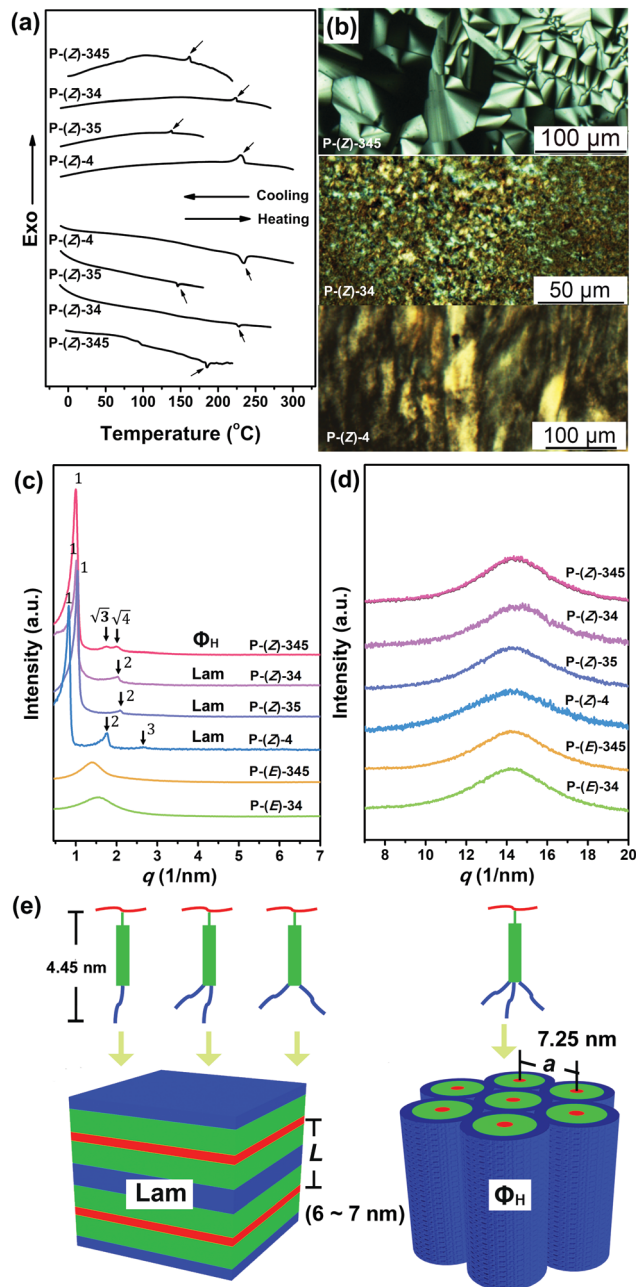 (a)
P-(Z)-345
P-(Z)-34
P-(Z)-35
P-(Z)-4
Cooling
Heating
Exo
P-(Z)-4
P-(Z)-35
P-(Z)-34
P-(Z)-345
0 50 100 150 200 250 300
Temperature (°C)
(b)
P-(Z)-345
100 µm
P-(Z)-34
50 µm
P-(Z)-4
100 µm
(c)
1
1
1
1
√3 √4
ΦH P-(Z)-345
2
Lam P-(Z)-34
2
Lam P-(Z)-35
2 3
Lam P-(Z)-4
P-(E)-345
P-(E)-34
Intensity (a.u.)
1 2 3 4 5 6 7
q (1/nm)
(d)
P-(Z)-345
P-(Z)-34
P-(Z)-35
P-(Z)-4
P-(E)-345
P-(E)-34
Intensity (a.u.)
8 10 12 14 16 18 20
q (1/nm)
(e)
4.45 nm
7.25 nm
a
L
Lam
(6 ~ 7 nm)
ΦH